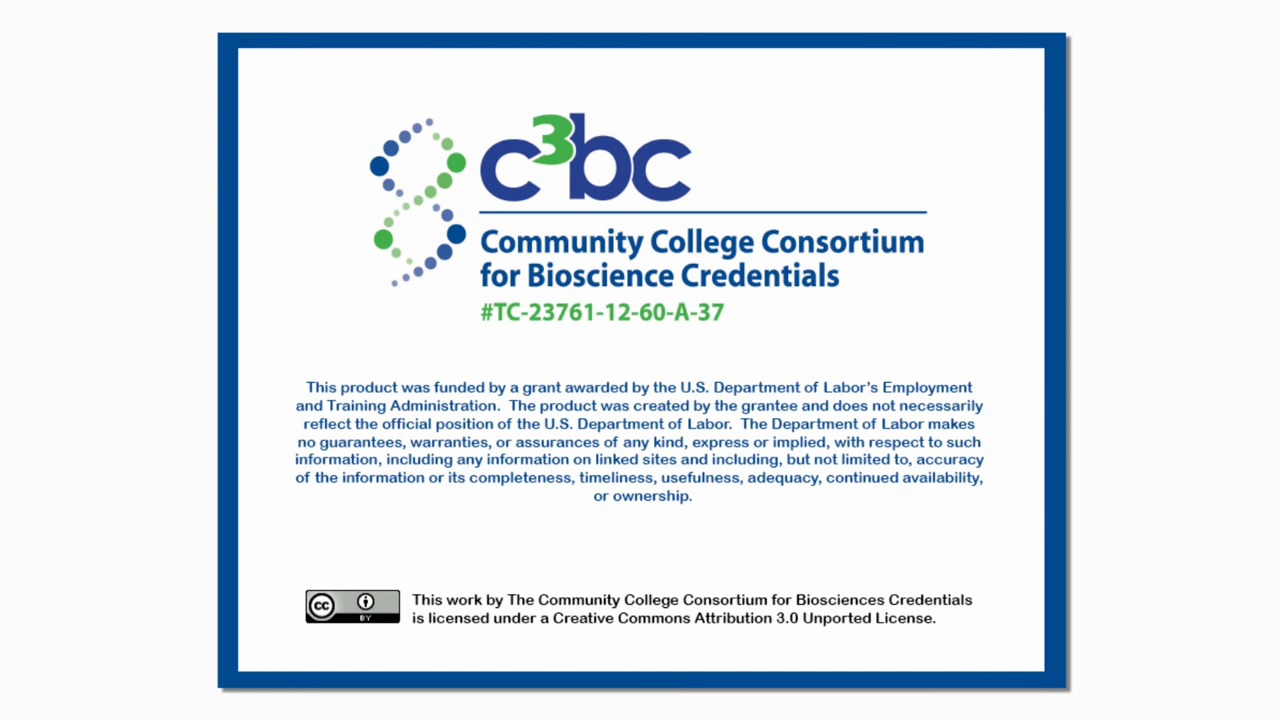 c3bc
Community College Consortium
for Bioscience Credentials
#TC-23761-12-60-A-37
This product was funded by a grant awarded by the U.S. Department of Labor’s Employment
and Training Administration.  The product was created by the grantee and does not necessarily
reflect the official position of the U.S. Department of Labor.  The Department of Labor makes
no guarantees, warranties, or assurances of any kind, express or implied, with respect to such
information, including any information on linked sites and including, but not limited to, accuracy
of the information or its completeness, timeliness, usefulness, adequacy, continued availability,
or ownership.
cc BY
This work by The Community College Consortium for Biosciences Credentials
is licensed under a Creative Commons Attribution 3.0 Unported License.